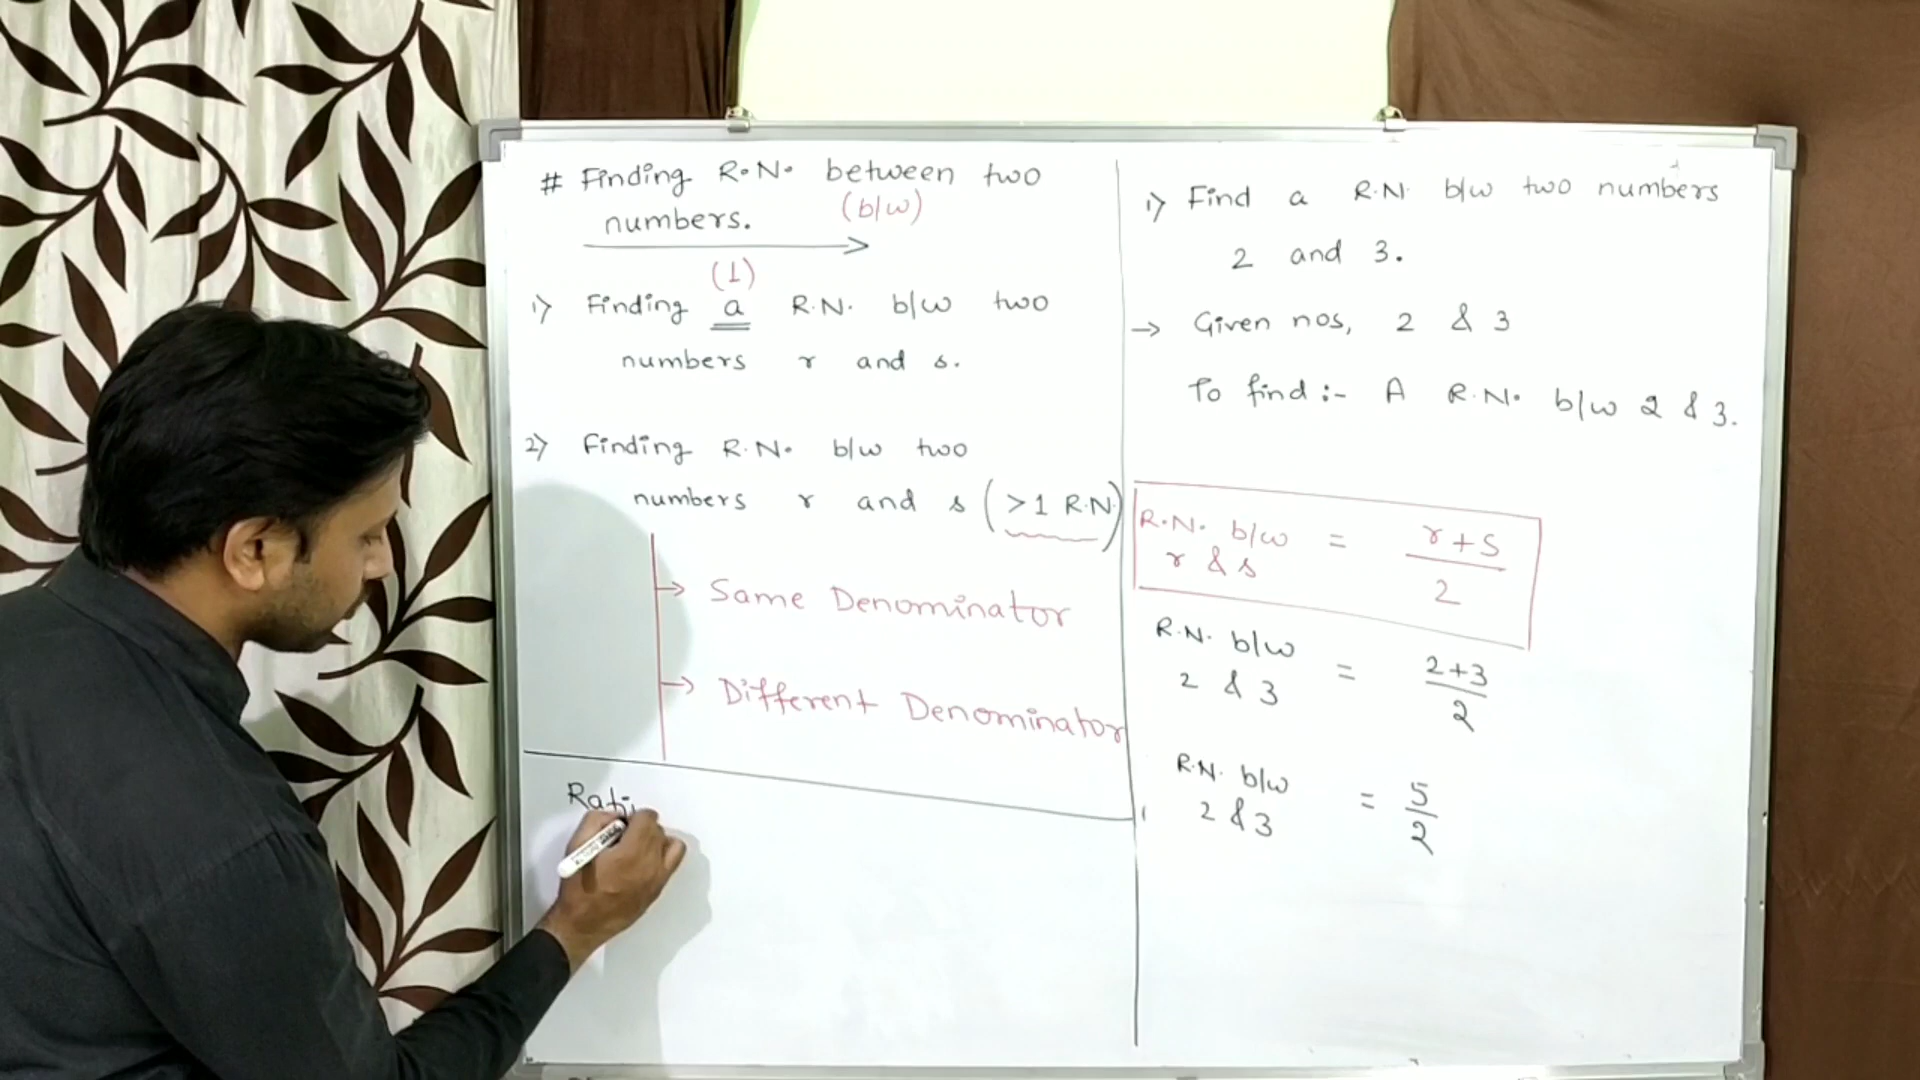 # Finding R.N. between two
(b/w)
numbers.
(1)
1) Finding a R.N. b/w two
numbers r and s.
2) Finding R.N. b/w two
numbers r and s (>1 R.N.)
→ Same Denominator
→ Different Denominator
Rati
1) Find a R.N. b/w two numbers
2 and 3.
→ Given nos, 2 & 3
To find :- A R.N. b/w 2 & 3.
R.N. b/w r & s = r+s/2
R.N. b/w 2 & 3 = 2+3/2
R.N. b/w 2 & 3 = 5/2